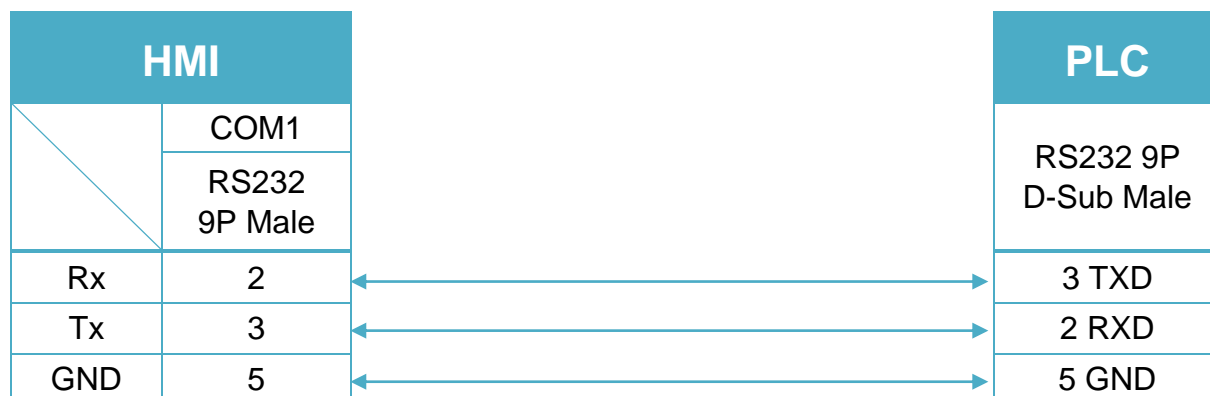 HMI
PLC
COM1
RS232
9P Male
RS232 9P
D-Sub Male
Rx 2 3 TXD
Tx 3 2 RXD
GND 5 5 GND